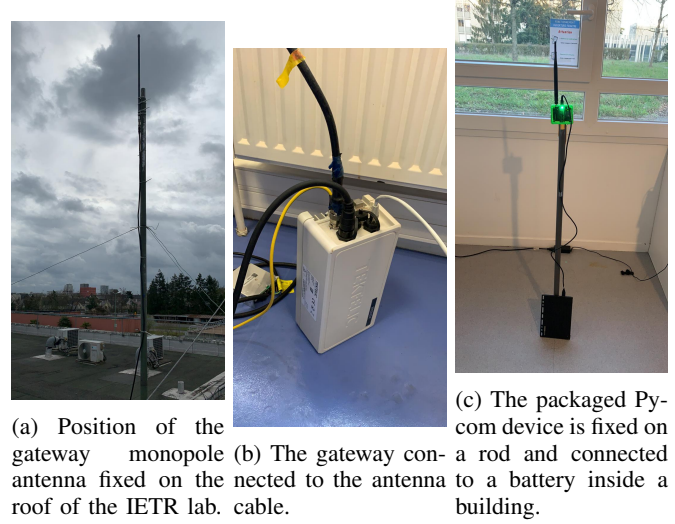 (a) Position of the
gateway monopole
antenna fixed on the
roof of the IETR lab.
(b) The gateway con-
nected to the antenna
cable.
(c) The packaged Py-
com device is fixed on
a rod and connected
to a battery inside a
building.